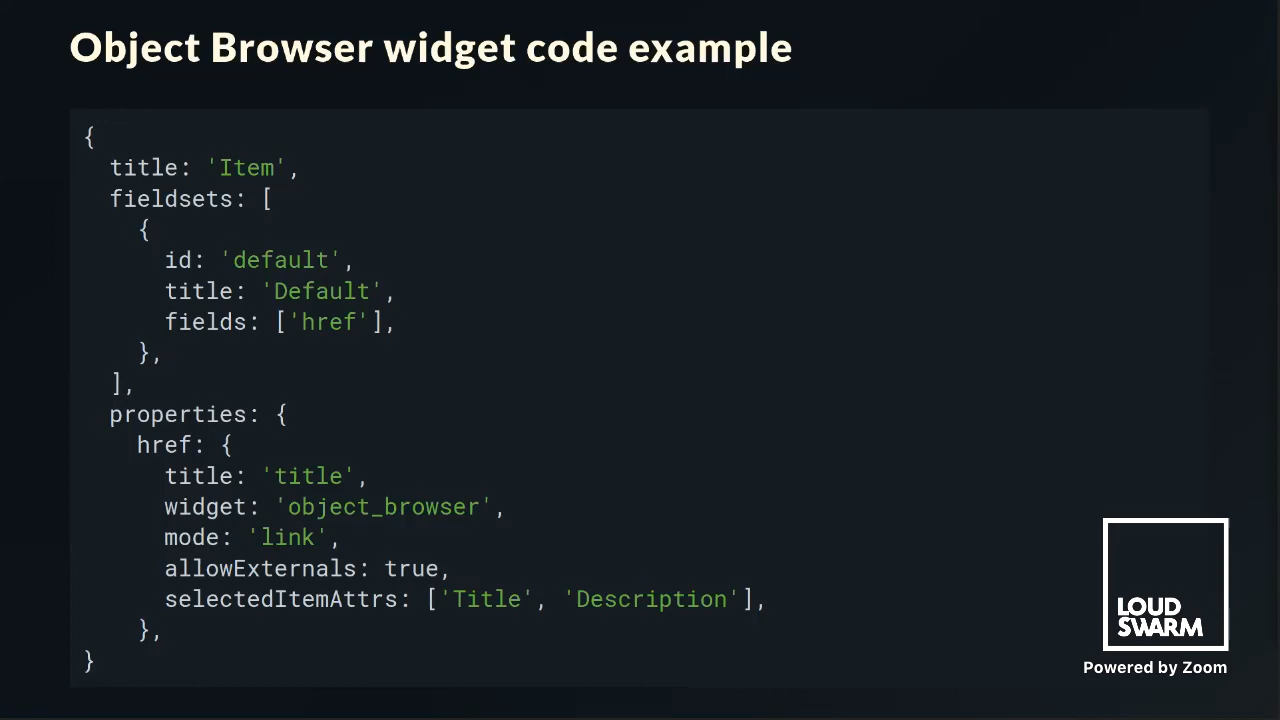 Object Browser widget code example
{
  title: 'Item',
  fieldsets: [
    {
      id: 'default',
      title: 'Default',
      fields: ['href'],
    },
  ],
  properties: {
    href: {
      title: 'title',
      widget: 'object_browser',
      mode: 'link',
      allowExternals: true,
      selectedItemAttrs: ['Title', 'Description'],
    },
}
LOUD
SWARM
Powered by Zoom